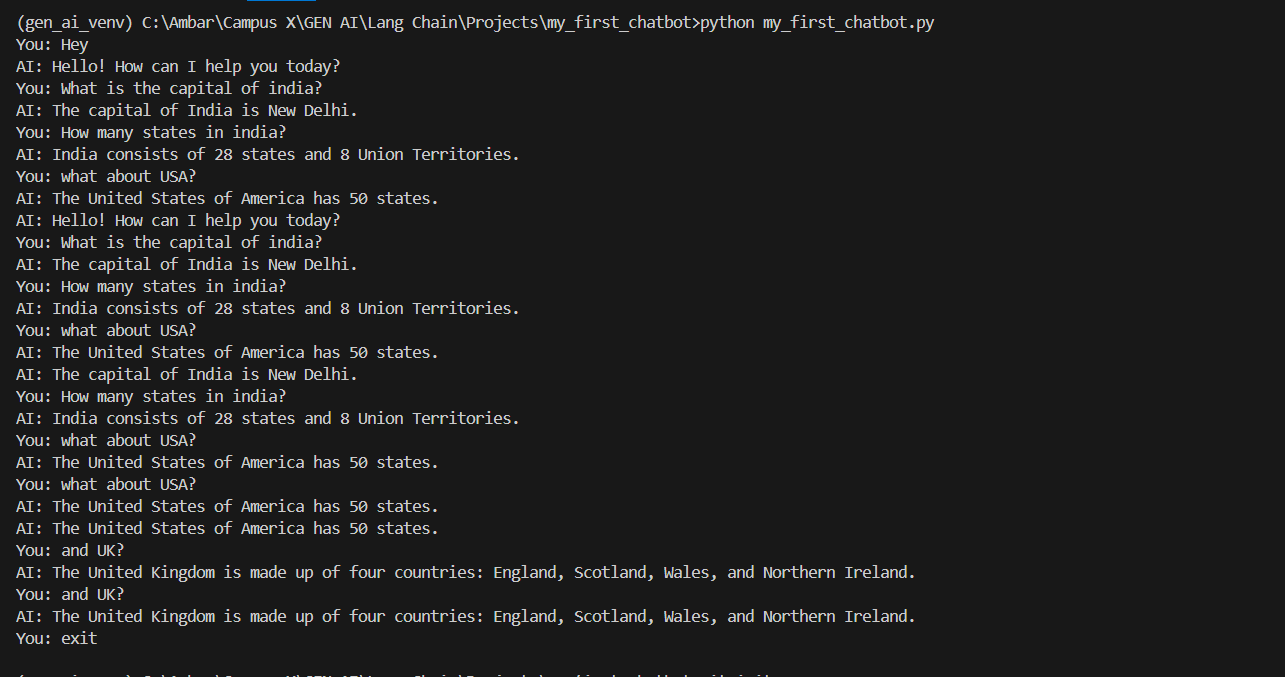 (gen_ai_venv) C:\Ambar\Campus X\GEN AI\Lang Chain\Projects\my_first_chatbot>python my_first_chatbot.py
You: Hey
AI: Hello! How can I help you today?
You: What is the capital of india?
AI: The capital of India is New Delhi.
You: How many states in india?
AI: India consists of 28 states and 8 Union Territories.
You: what about USA?
AI: The United States of America has 50 states.
AI: Hello! How can I help you today?
You: What is the capital of india?
AI: The capital of India is New Delhi.
You: How many states in india?
AI: India consists of 28 states and 8 Union Territories.
You: what about USA?
AI: The United States of America has 50 states.
AI: The capital of India is New Delhi.
You: How many states in india?
AI: India consists of 28 states and 8 Union Territories.
You: what about USA?
AI: The United States of America has 50 states.
You: what about USA?
AI: The United States of America has 50 states.
AI: The United States of America has 50 states.
You: and UK?
AI: The United Kingdom is made up of four countries: England, Scotland, Wales, and Northern Ireland.
You: and UK?
AI: The United Kingdom is made up of four countries: England, Scotland, Wales, and Northern Ireland.
You: exit